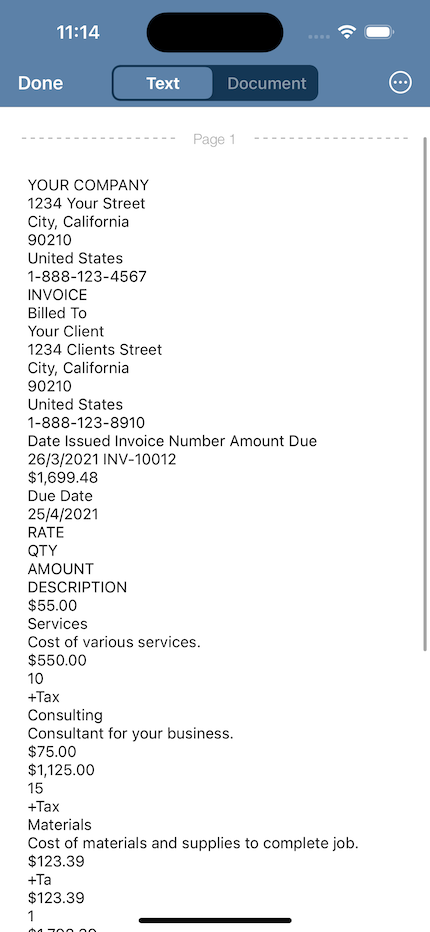 11:14
Done
Text
Document
Page 1
YOUR COMPANY
1234 Your Street
City, California
90210
United States
1-888-123-4567
INVOICE
Billed To
Your Client
1234 Clients Street
City, California
90210
United States
1-888-123-8910
Date Issued Invoice Number Amount Due
26/3/2021 INV-10012
$1,699.48
Due Date
25/4/2021
RATE
QTY
AMOUNT
DESCRIPTION
$55.00
Services
Cost of various services.
$550.00
10
+Tax
Consulting
Consultant for your business.
$75.00
$1,125.00
15
+Tax
Materials
Cost of materials and supplies to complete job.
$123.39
+Ta
$123.39
1